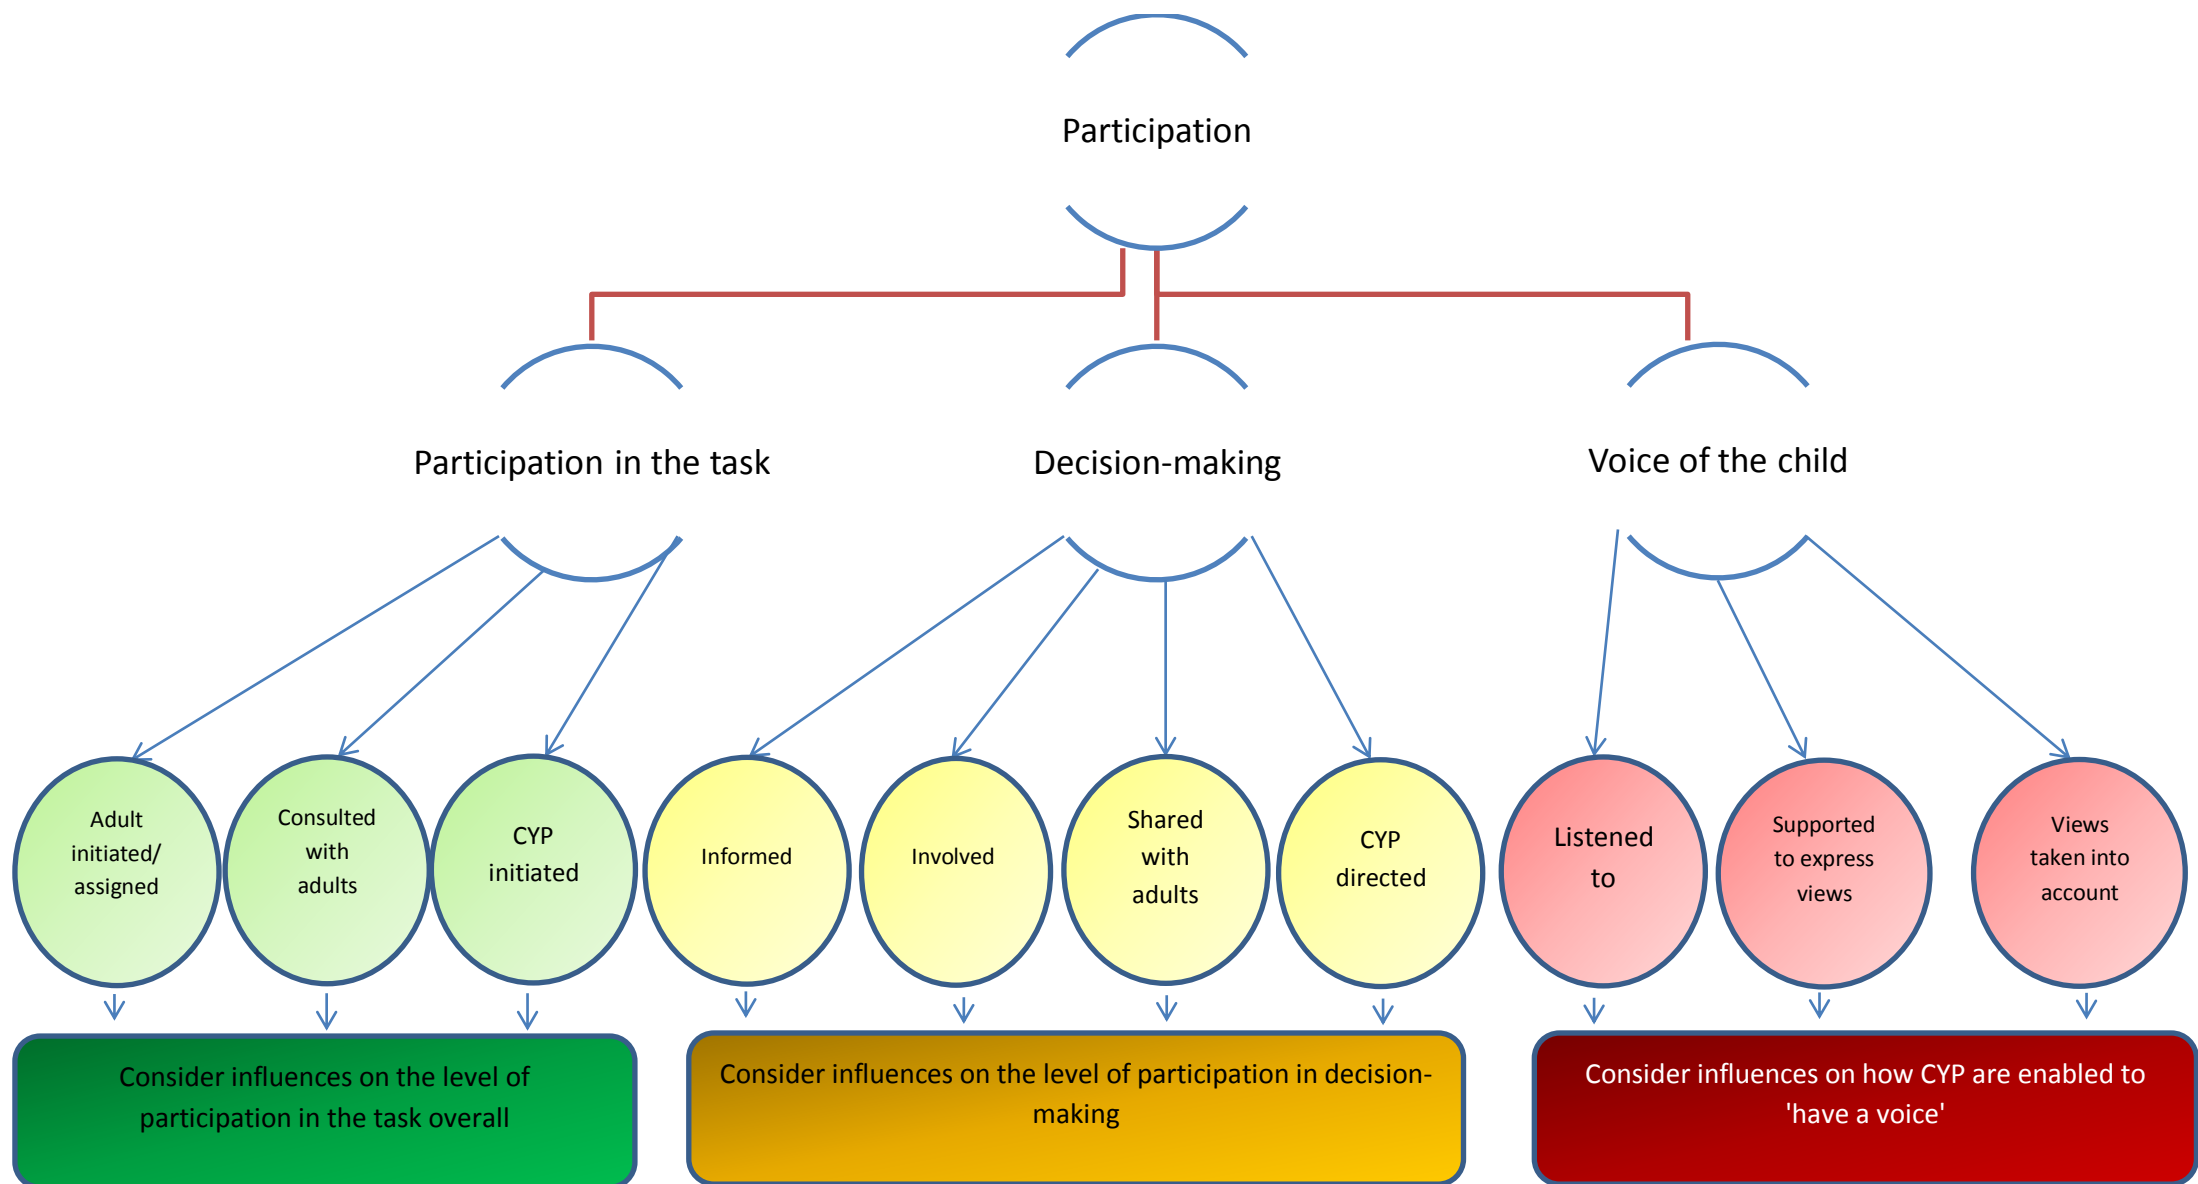 Participation
Participation in the task
Decision-making
Voice of the child
Adult
initiated/
assigned
Consulted
with
adults
CYP
initiated
Informed
Involved
Shared
with
adults
CYP
directed
Listened
to
Supported
to express
views
Views
taken into
account
Consider influences on the level of
participation in the task overall
Consider influences on the level of participation in decision-
making
Consider influences on how CYP are enabled to
'have a voice'